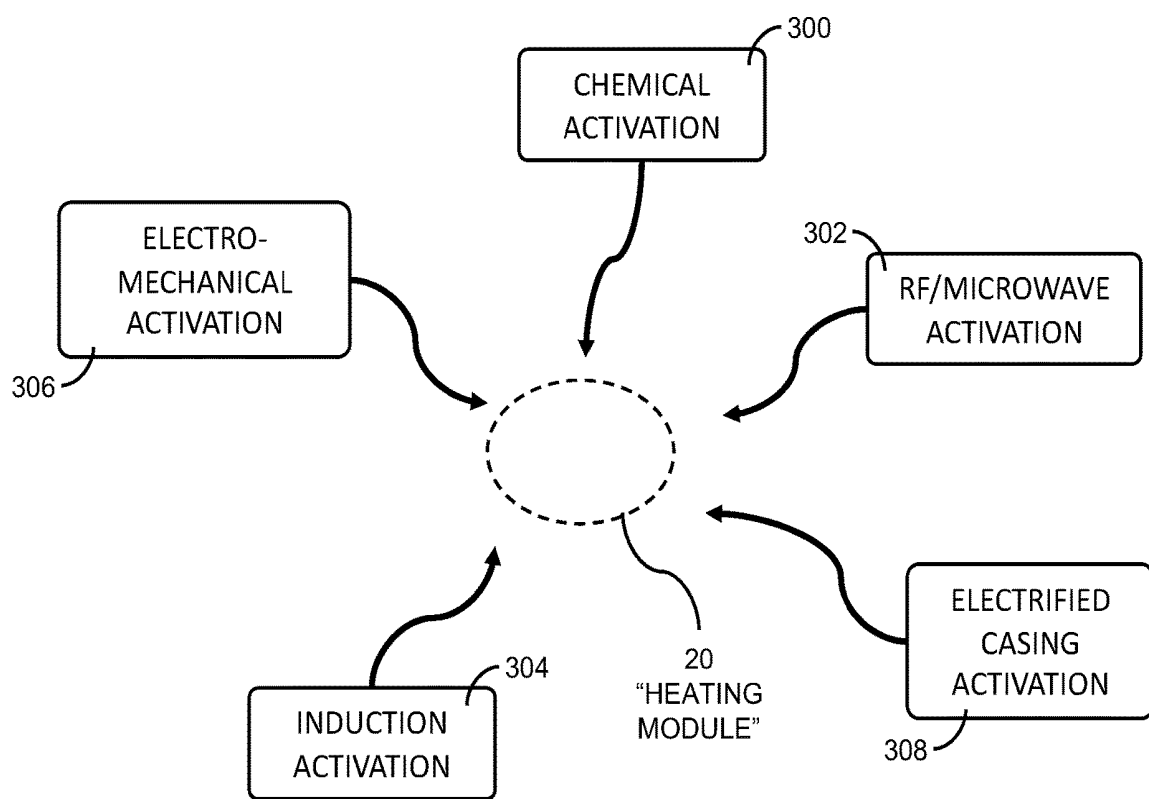 300
CHEMICAL
ACTIVATION
302
RF/MICROWAVE
ACTIVATION
ELECTRO-
MECHANICAL
ACTIVATION
306
304
INDUCTION
ACTIVATION
20
“HEATING
MODULE”
ELECTRIFIED
CASING
ACTIVATION
308